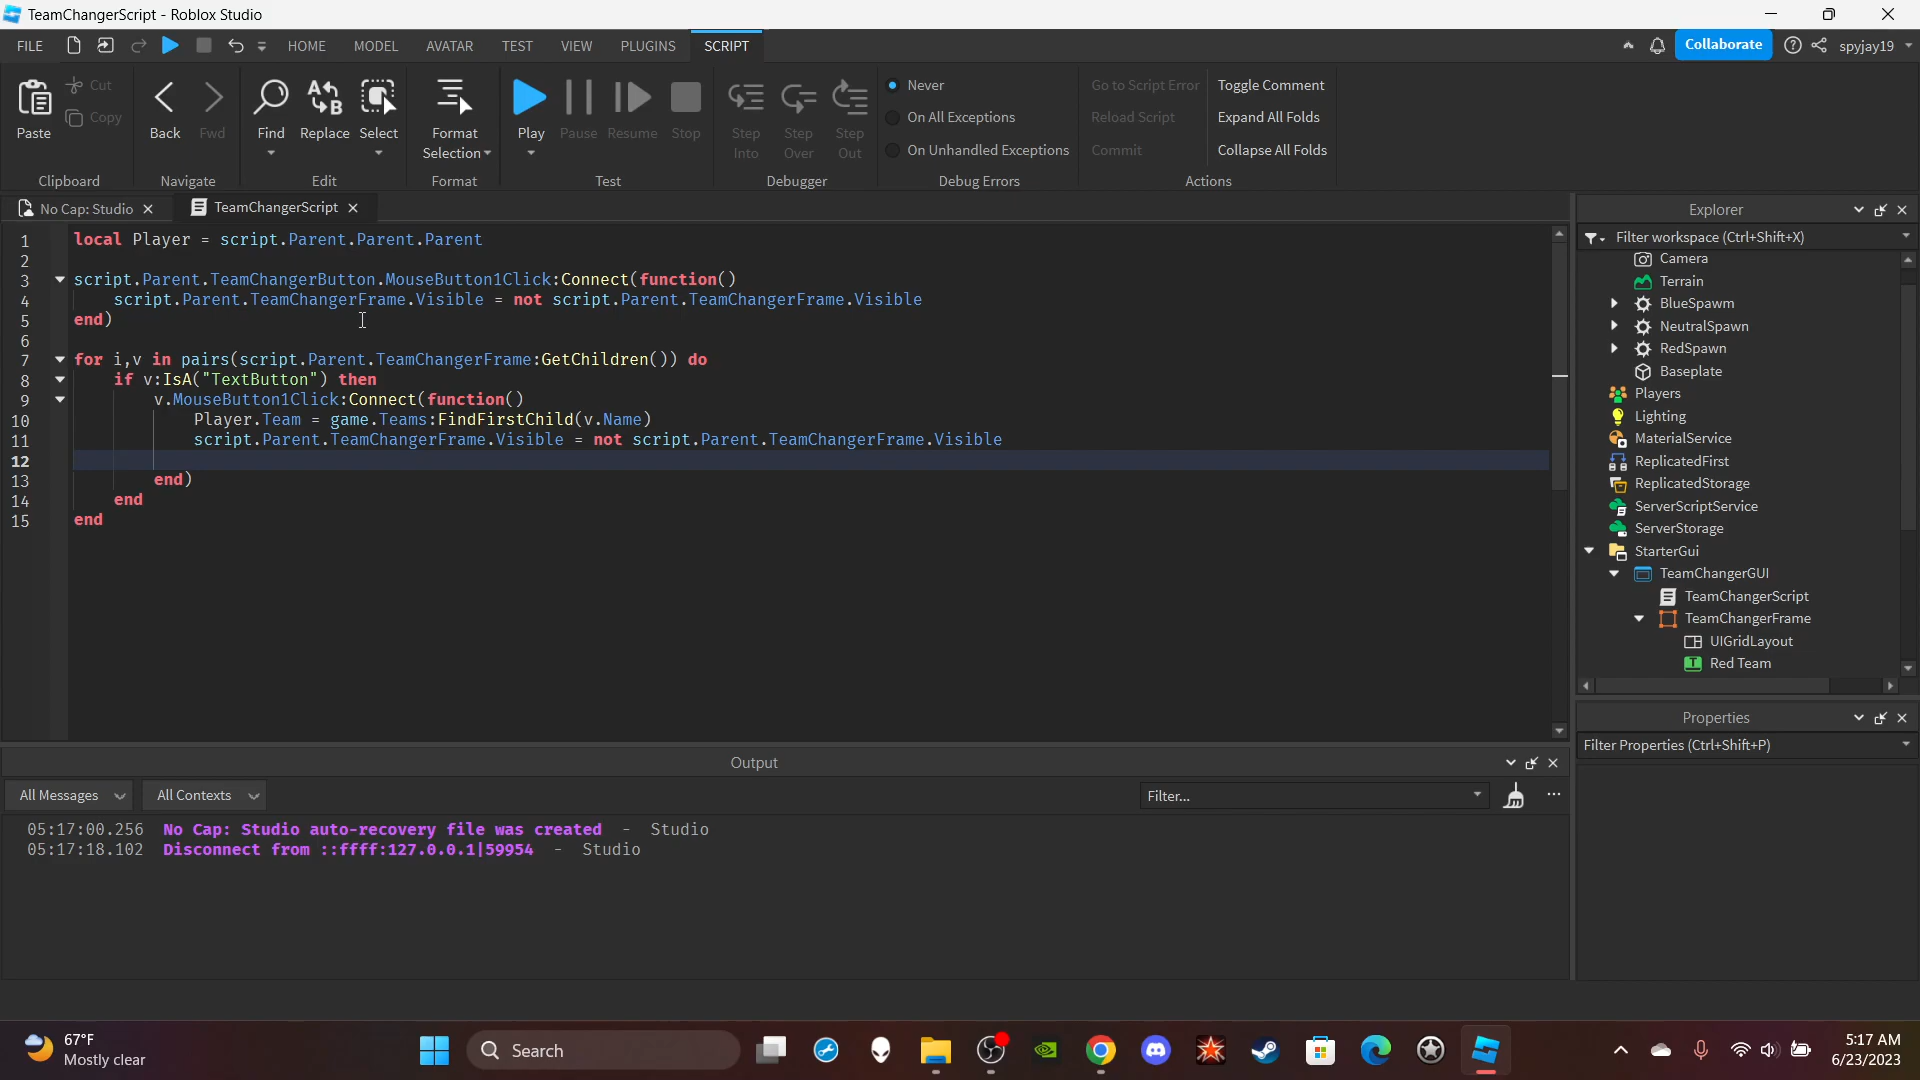 TeamChangerScript - Roblox Studio
FILE HOME MODEL AVATAR TEST VIEW PLUGINS SCRIPT Collaborate spyjay19
Paste Cut Copy Back Fwd Find Replace Select Format Selection Play Pause Resume Stop Step Into Step Over Step Out
Never
On All Exceptions
On Unhandled Exceptions
Go to Script Error
Reload Script
Commit
Toggle Comment
Expand All Folds
Collapse All Folds
Clipboard Navigate Edit Format Test Debugger Debug Errors Actions
No Cap: Studio TeamChangerScript
1 local Player = script.Parent.Parent.Parent
2
3 script.Parent.TeamChangerButton.MouseButton1Click:Connect(function()
4 script.Parent.TeamChangerFrame.Visible = not script.Parent.TeamChangerFrame.Visible
5 end)
6
7 for i,v in pairs(script.Parent.TeamChangerFrame:GetChildren()) do
8 if v:IsA("TextButton") then
9 v.MouseButton1Click:Connect(function()
10 Player.Team = game.Teams:FindFirstChild(v.Name)
11 script.Parent.TeamChangerFrame.Visible = not script.Parent.TeamChangerFrame.Visible
12
13 end)
14 end
15 end
Explorer
Filter workspace (Ctrl+Shift+X)
Camera
Terrain
BlueSpawm
NeutralSpawn
RedSpawn
Baseplate
Players
Lighting
MaterialService
ReplicatedFirst
ReplicatedStorage
ServerScriptService
ServerStorage
StarterGui
TeamChangerGUI
TeamChangerScript
TeamChangerFrame
UIGridLayout
Red Team
Properties
Filter Properties (Ctrl+Shift+P)
Output
All Messages All Contexts Filter...
05:17:00.256 No Cap: Studio auto-recovery file was created - Studio
05:17:18.102 Disconnect from ::ffff:127.0.0.1|59954 - Studio
67°F
Mostly clear
Search
5:17 AM
6/23/2023